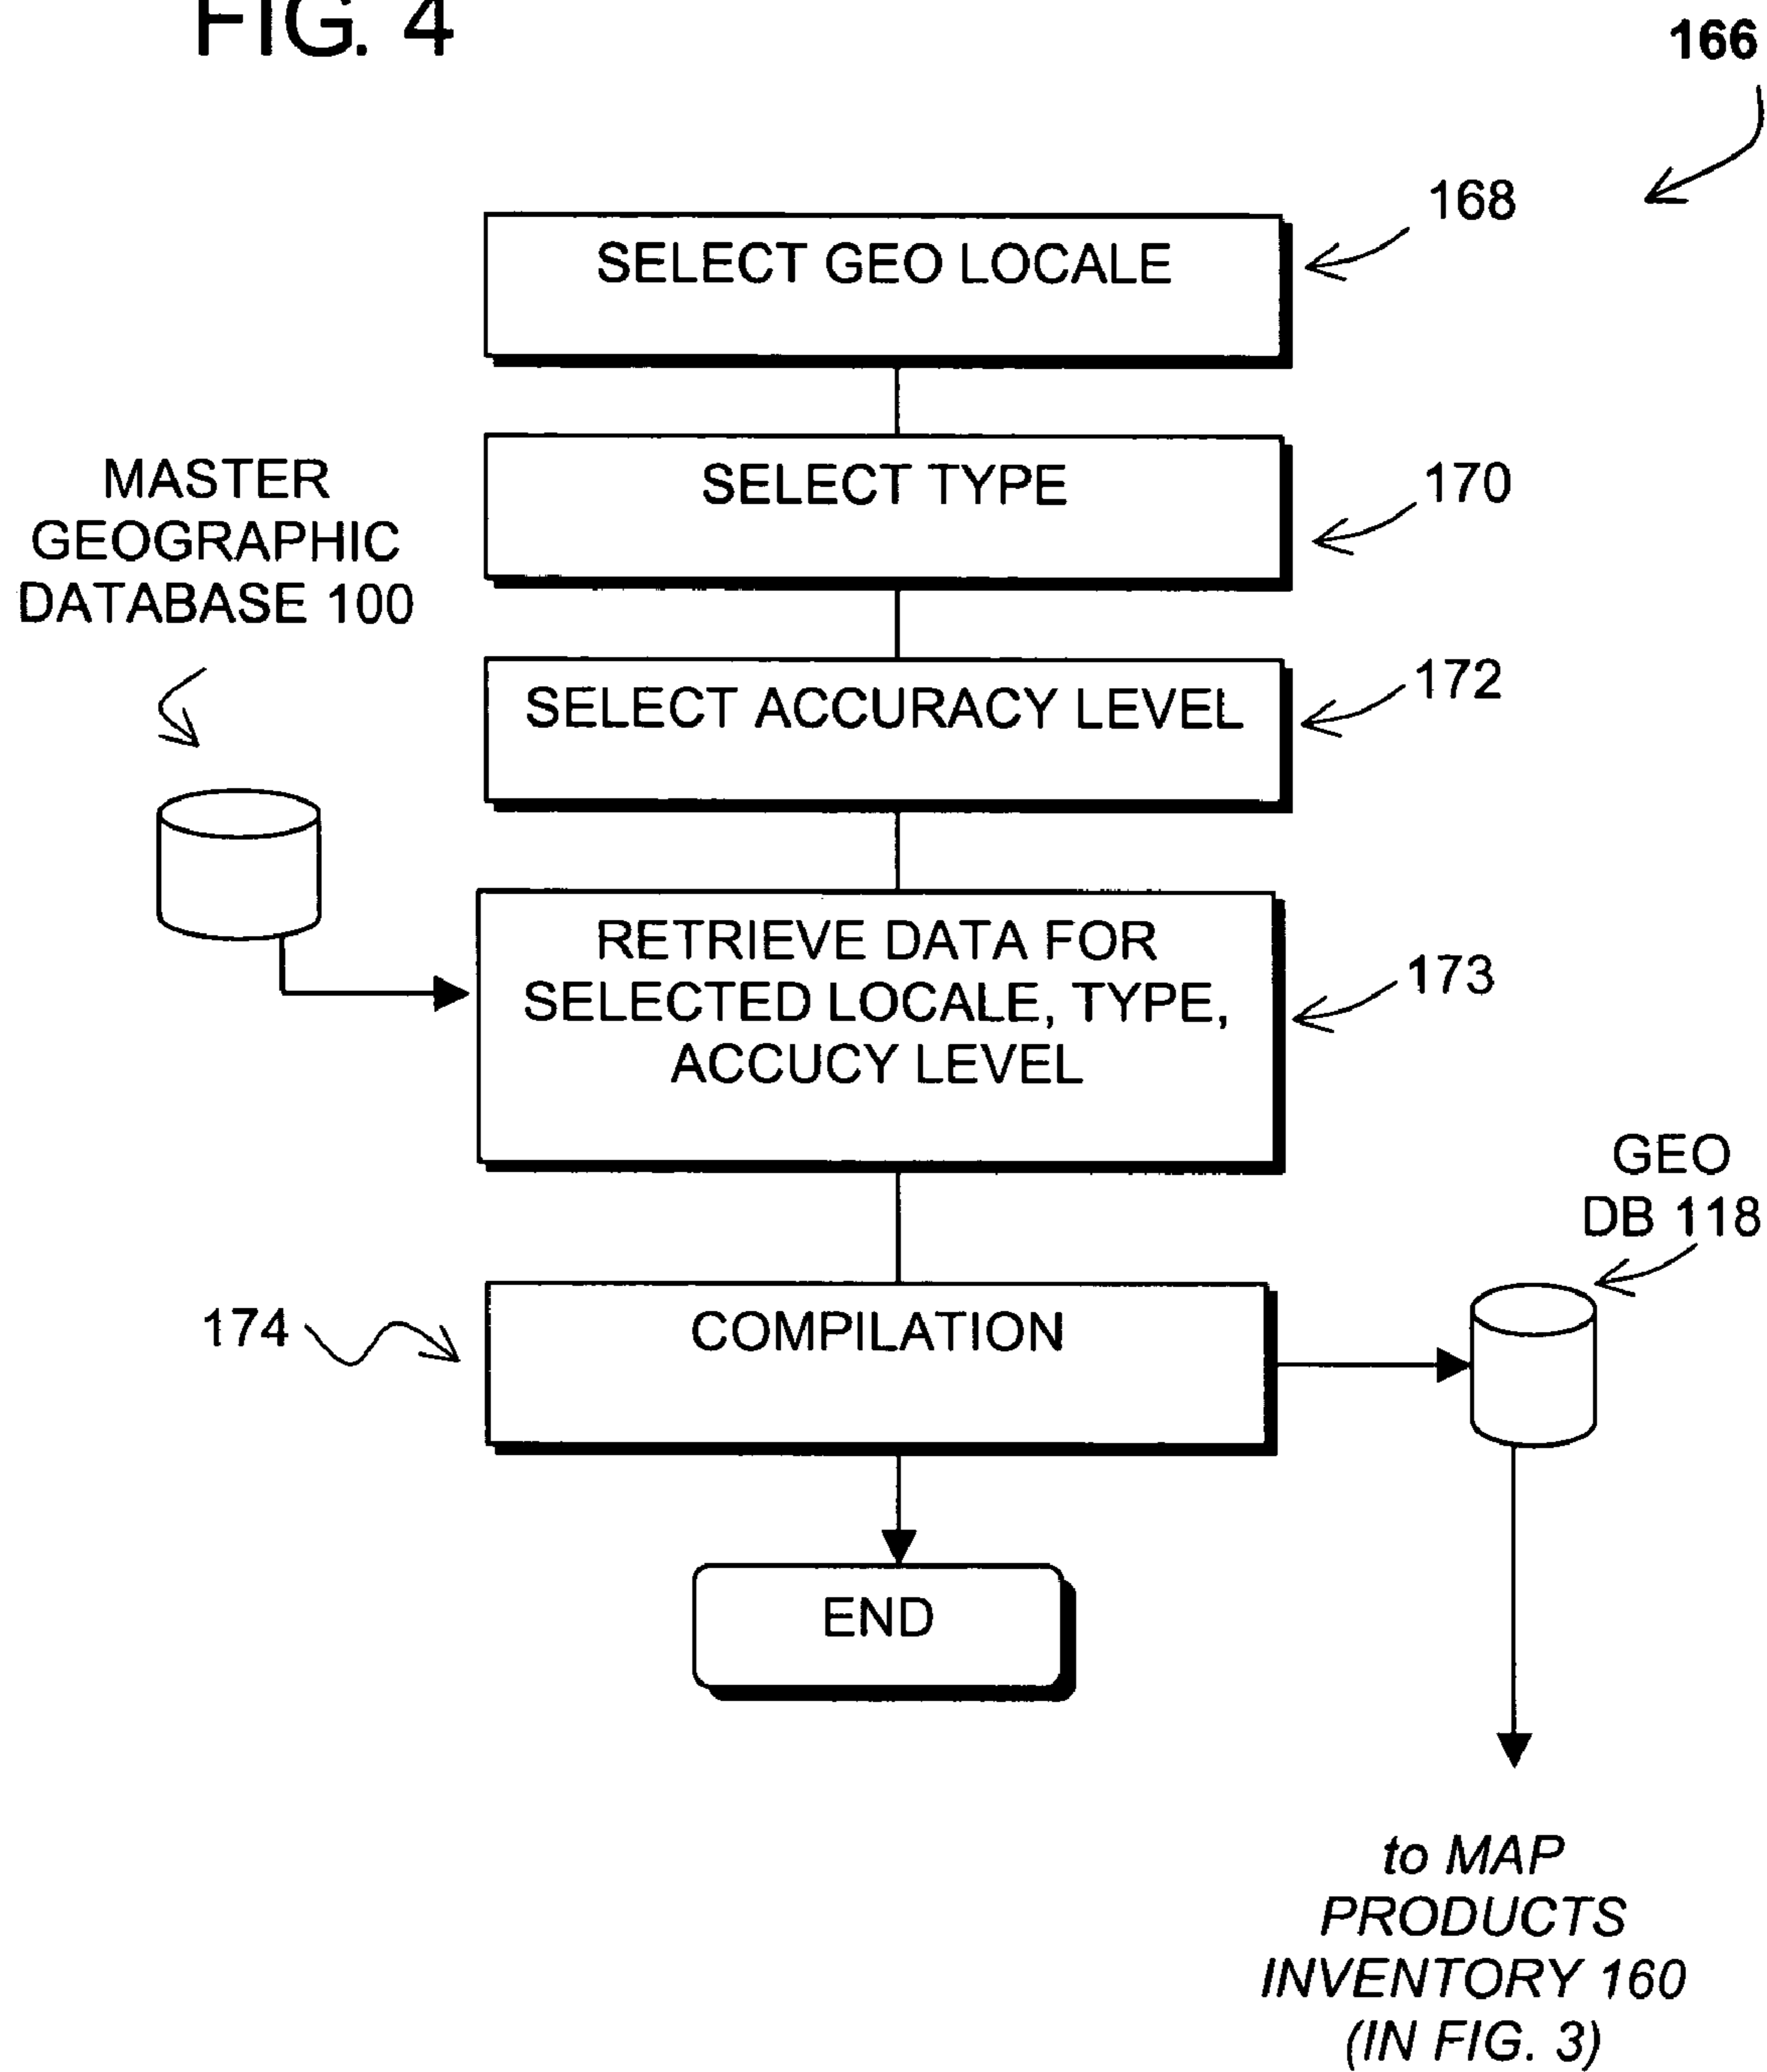 FIG. 4
166
168
SELECT GEO LOCALE
170
SELECT TYPE
MASTER
GEOGRAPHIC
DATABASE 100
172
SELECT ACCURACY LEVEL
RETRIEVE DATA FOR
SELECTED LOCALE, TYPE,
ACCUCY LEVEL
173
GEO
DB 118
174
COMPILATION
END
to MAP
PRODUCTS
INVENTORY 160
(IN FIG. 3)